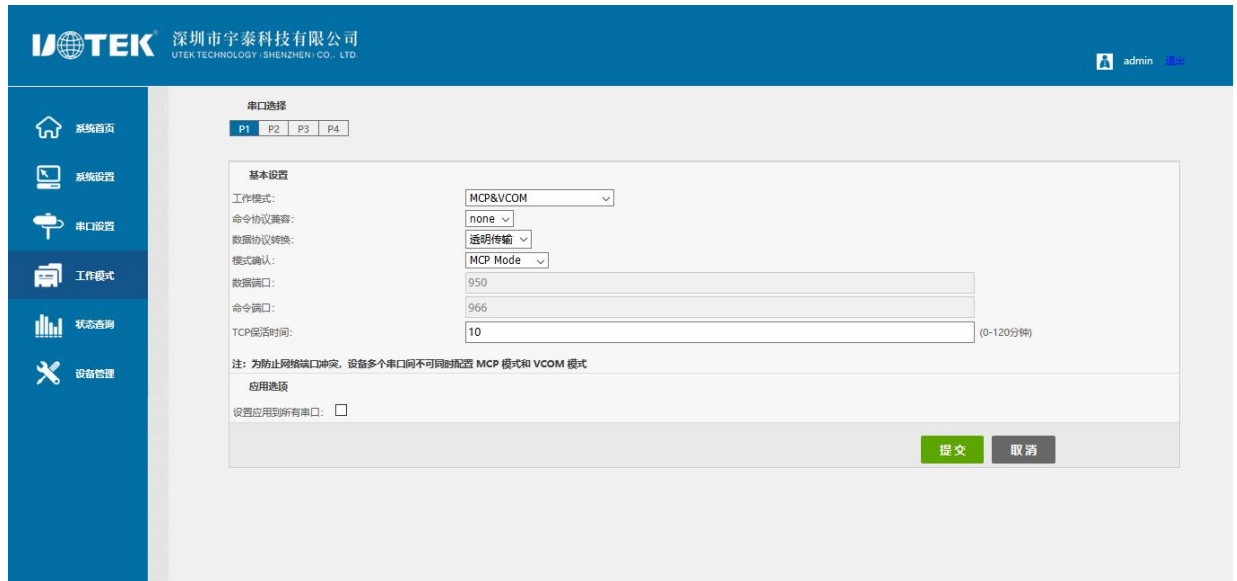 UTEK® 深圳市宇泰科技有限公司
UTEK TECHNOLOGY (SHENZHEN) CO., LTD.
admin 退出
系统首页
系统设置
串口设置
工作模式
状态查询
设备管理
串口选择
P1 P2 P3 P4
基本设置
工作模式: MCP&VCOM
命令协议兼容: none
数据协议转换: 透明传输
模式确认: MCP Mode
数据端口: 950
命令端口: 966
TCP保活时间: 10 (0-120分钟)
注：为防止网络端口冲突，设备多个串口间不可同时配置 MCP 模式和 VCOM 模式
应用选项
设置应用到所有串口:
提交 取消